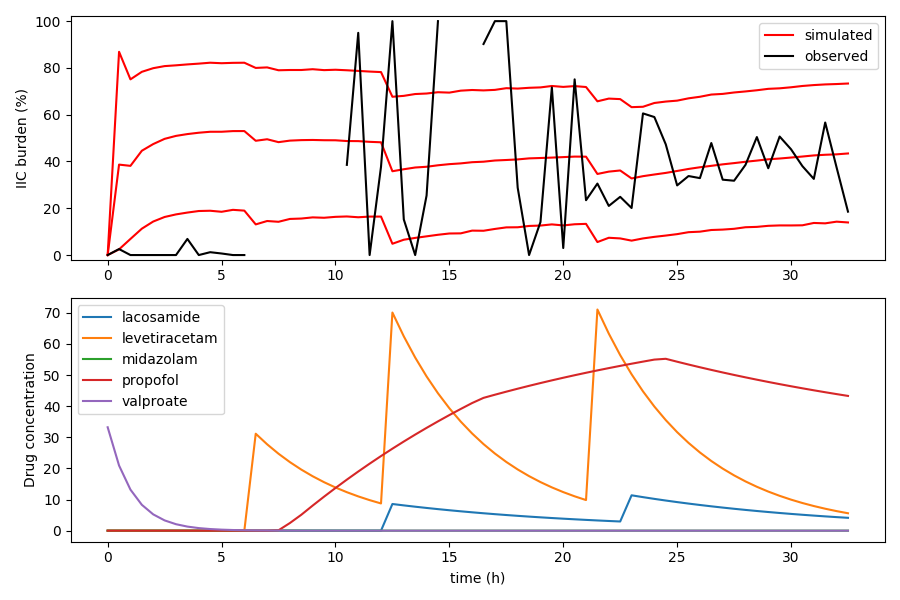 100
80
60
40
20
0
IIC burden (%)
simulated
observed
0 5 10 15 20 25 30
70
60
50
40
30
20
10
0
Drug concentration
lacosamide
levetiracetam
midazolam
propofol
valproate
0 5 10 15 20 25 30
time (h)